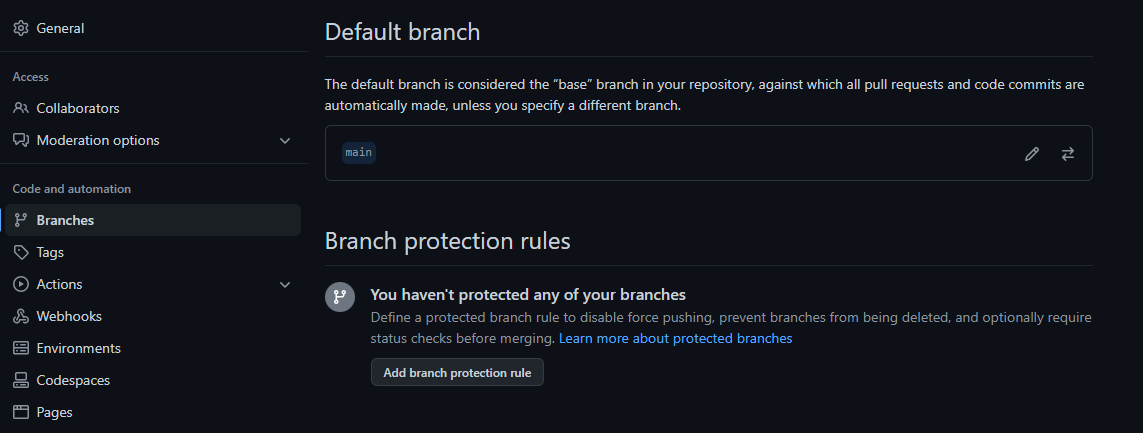 General
Access
Collaborators
Moderation options
Code and automation
Branches
Tags
Actions
Webhooks
Environments
Codespaces
Pages
Default branch
The default branch is considered the “base” branch in your repository, against which all pull requests and code commits are
automatically made, unless you specify a different branch.
main
Branch protection rules
You haven't protected any of your branches
Define a protected branch rule to disable force pushing, prevent branches from being deleted, and optionally require
status checks before merging. Learn more about protected branches
Add branch protection rule